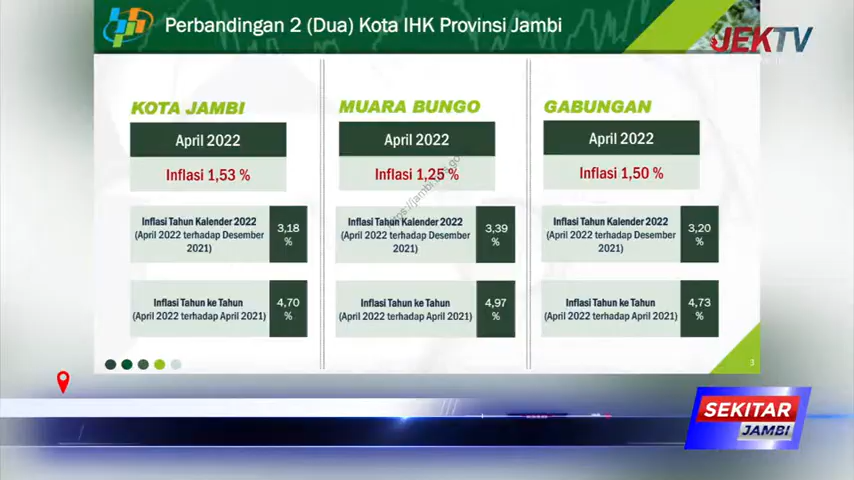 Perbandingan 2 (Dua) Kota IHK Provinsi Jambi
JEKTV
KOTA JAMBI
April 2022
Inflasi 1,53 %
Inflasi Tahun Kalender 2022
(April 2022 terhadap Desember
2021)
3,18
%
Inflasi Tahun ke Tahun
(April 2022 terhadap April 2021)
4,70
%
MUARA BUNGO
April 2022
Inflasi 1,25 %
Inflasi Tahun Kalender 2022
(April 2022 terhadap Desember
2021)
3,39
%
Inflasi Tahun ke Tahun
(April 2022 terhadap April 2021)
4,97
%
GABUNGAN
April 2022
Inflasi 1,50 %
Inflasi Tahun Kalender 2022
(April 2022 terhadap Desember
2021)
3,20
%
Inflasi Tahun ke Tahun
(April 2022 terhadap April 2021)
4,73
%
3
SEKITAR
JAMBI